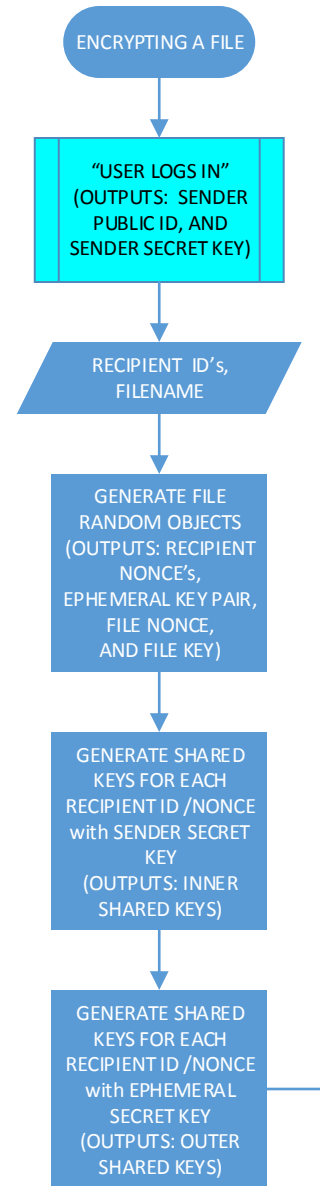 ENCRYPTING A FILE
“USER LOGS IN”
(OUTPUTS: SENDER
PUBLIC ID, AND
SENDER SECRET KEY)
RECIPIENT ID’s,
FILENAME
GENERATE FILE
RANDOM OBJECTS
(OUTPUTS: RECIPIENT
NONCE’s,
EPHEMERAL KEY PAIR,
FILE NONCE,
AND FILE KEY)
GENERATE SHARED
KEYS FOR EACH
RECIPIENT ID /NONCE
with SENDER SECRET
KEY
(OUTPUTS: INNER
SHARED KEYS)
GENERATE SHARED
KEYS FOR EACH
RECIPIENT ID /NONCE
with EPHEMERAL
SECRET KEY
(OUTPUTS: OUTER
SHARED KEYS)